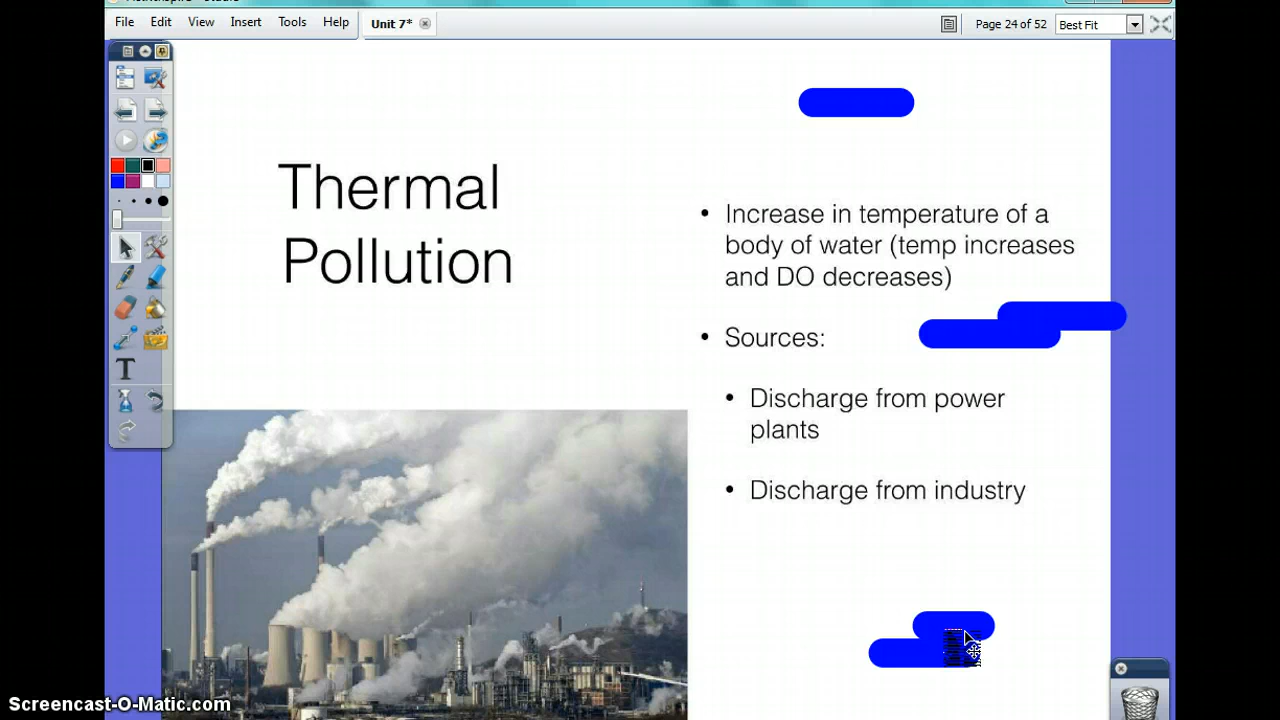 File Edit View Insert Tools Help
Unit 7*
Page 24 of 52
Best Fit
T
Thermal
Pollution
• Increase in temperature of a
body of water (temp increases
and DO decreases)
• Sources:
• Discharge from power
plants
• Discharge from industry
Screencast-O-Matic.com